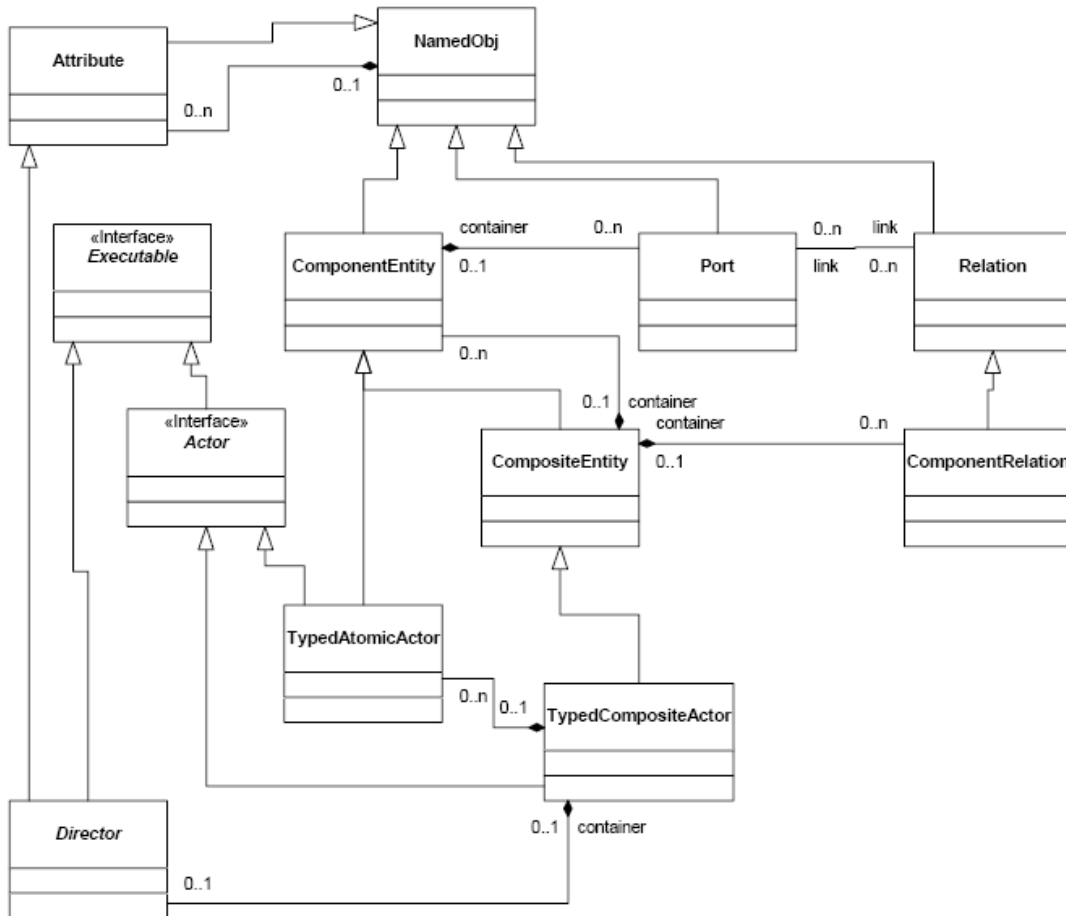 NamedObj
Attribute
0..n
0..1
«Interface»
Executable
ComponentEntity
container
0..1
0..n
Port
0..n
link
link
0..n
Relation
0..n
0..1
container
«Interface»
Actor
CompositeEntity
container
0..1
0..n
ComponentRelation
TypedAtomicActor
0..n
0..1
TypedCompositeActor
0..1
container
Director
0..1